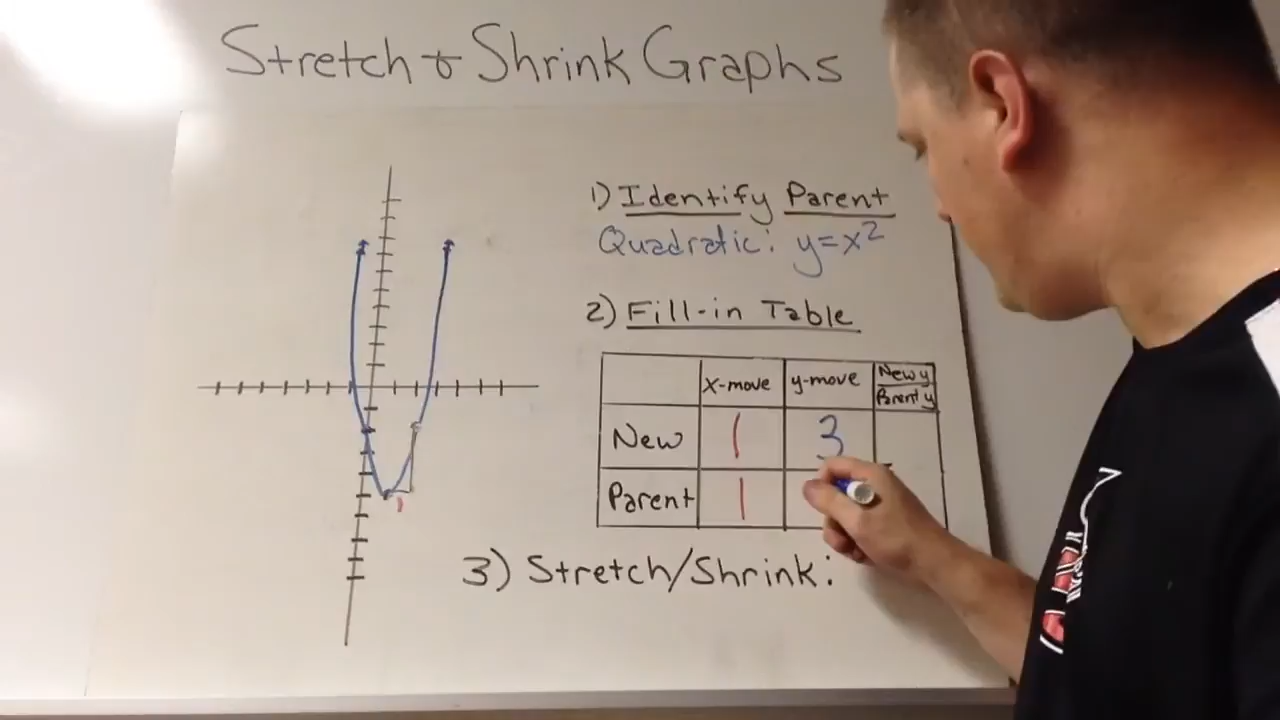 Stretch & Shrink Graphs
1) Identify Parent
Quadratic: y=x²
2) Fill-in Table
x-move y-move New y / Parent y
New 1 3
Parent 1
1
3) Stretch/Shrink: